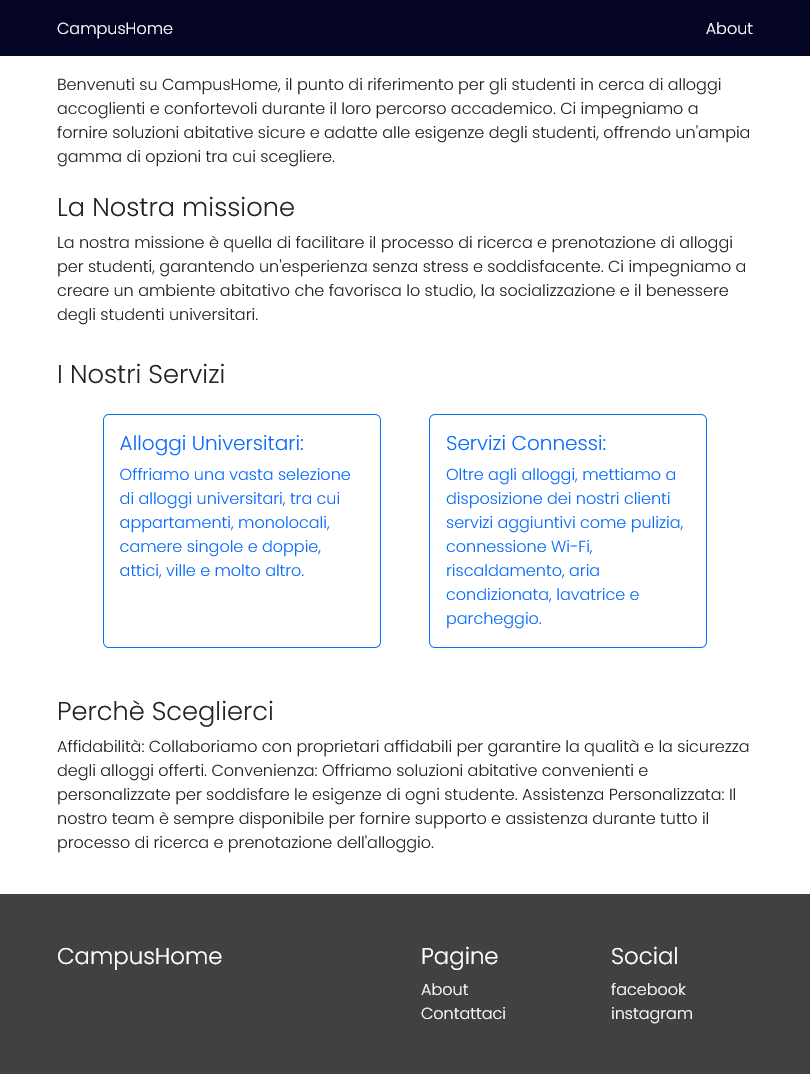 CampusHome About
Benvenuti su CampusHome, il punto di riferimento per gli studenti in cerca di alloggi
accoglienti e confortevoli durante il loro percorso accademico. Ci impegniamo a
fornire soluzioni abitative sicure e adatte alle esigenze degli studenti, offrendo un'ampia
gamma di opzioni tra cui scegliere.
La Nostra missione
La nostra missione è quella di facilitare il processo di ricerca e prenotazione di alloggi
per studenti, garantendo un'esperienza senza stress e soddisfacente. Ci impegniamo a
creare un ambiente abitativo che favorisca lo studio, la socializzazione e il benessere
degli studenti universitari.
I Nostri Servizi
Alloggi Universitari:
Offriamo una vasta selezione
di alloggi universitari, tra cui
appartamenti, monolocali,
camere singole e doppie,
attici, ville e molto altro.
Servizi Connessi:
Oltre agli alloggi, mettiamo a
disposizione dei nostri clienti
servizi aggiuntivi come pulizia,
connessione Wi-Fi,
riscaldamento, aria
condizionata, lavatrice e
parcheggio.
Perchè Sceglierci
Affidabilità: Collaboriamo con proprietari affidabili per garantire la qualità e la sicurezza
degli alloggi offerti. Convenienza: Offriamo soluzioni abitative convenienti e
personalizzate per soddisfare le esigenze di ogni studente. Assistenza Personalizzata: Il
nostro team è sempre disponibile per fornire supporto e assistenza durante tutto il
processo di ricerca e prenotazione dell'alloggio.
CampusHome
Pagine
About
Contattaci
Social
facebook
instagram